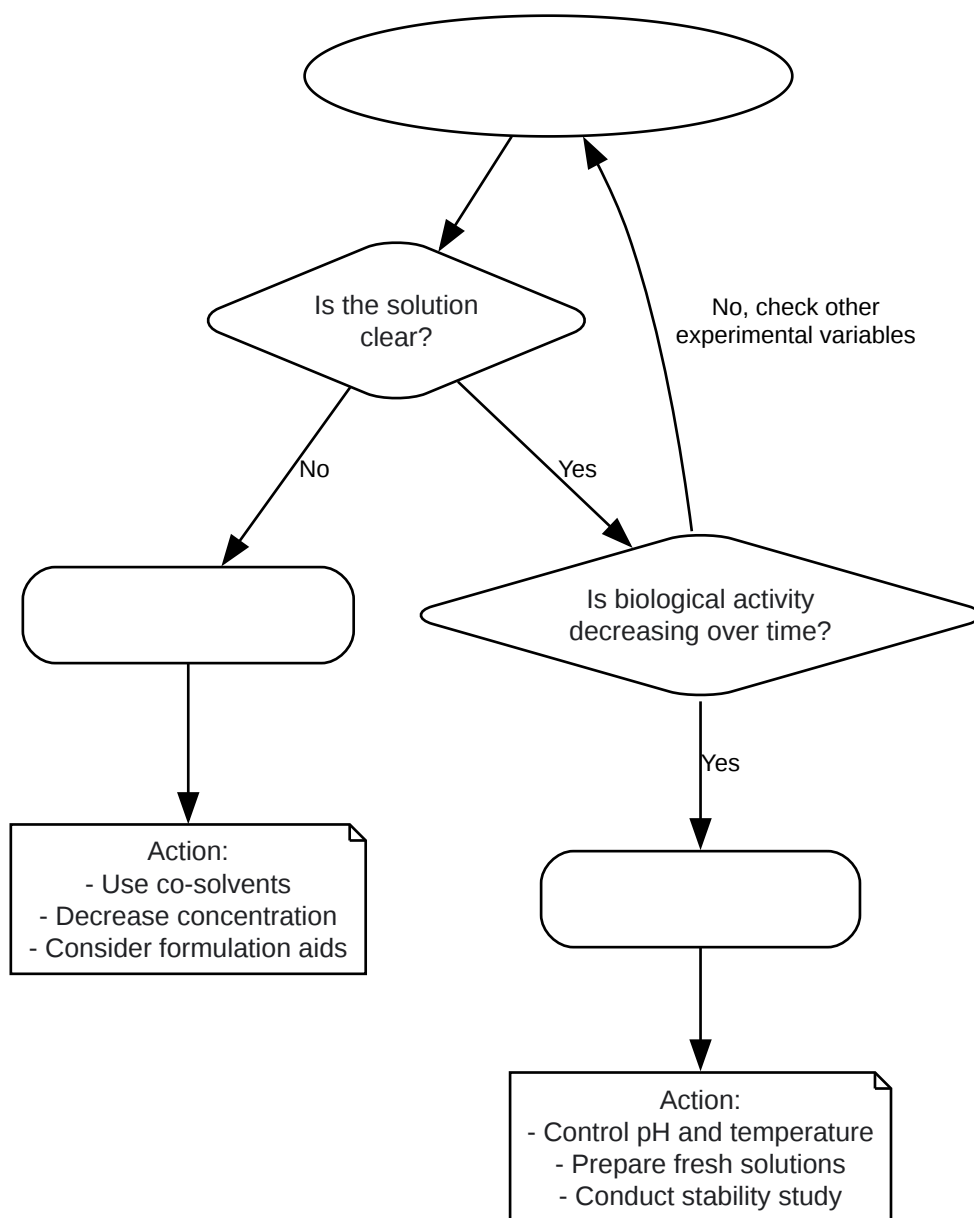 Is the solution
clear?
No, check other
experimental variables
No
Yes
Is biological activity
decreasing over time?
Yes
Action:
- Use co-solvents
- Decrease concentration
- Consider formulation aids
Action:
- Control pH and temperature
- Prepare fresh solutions
- Conduct stability study